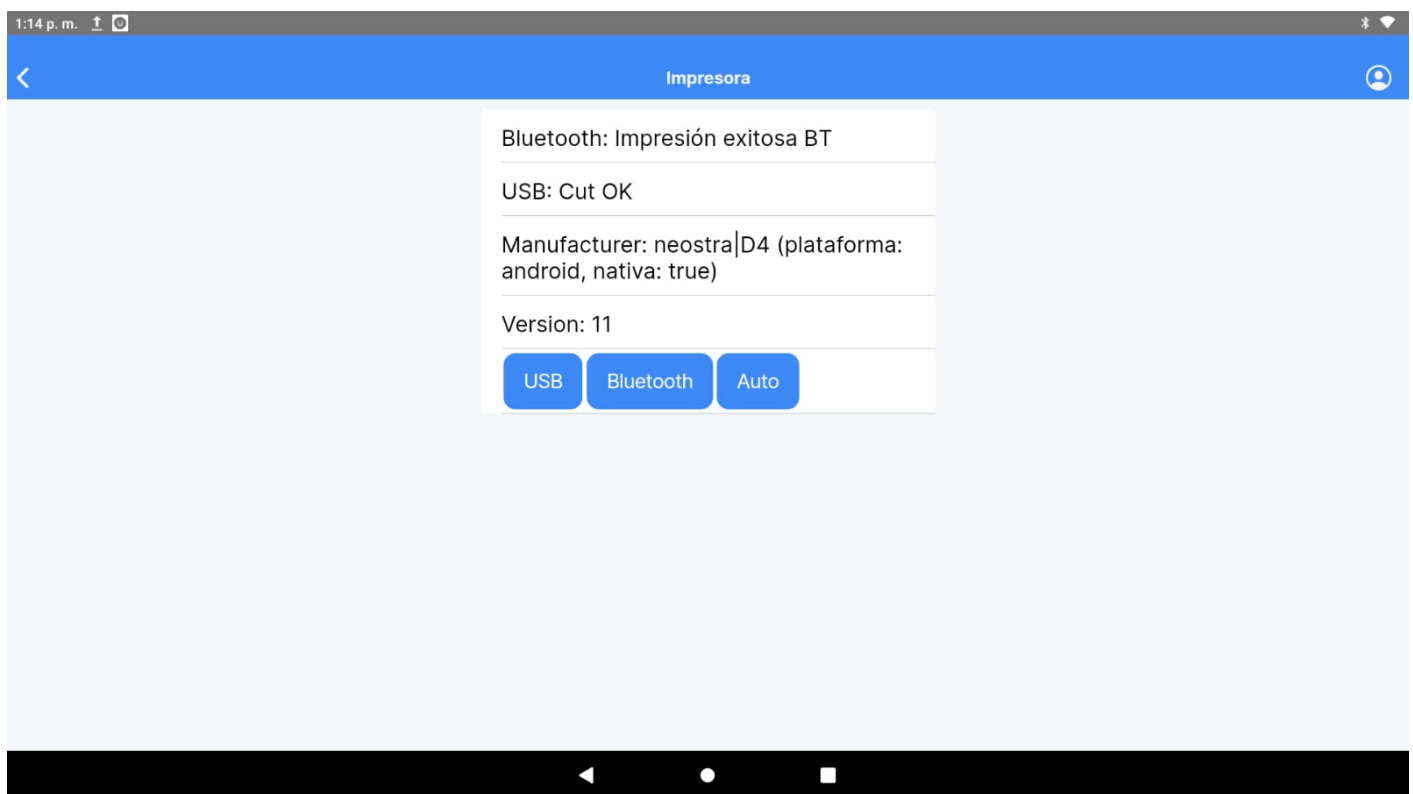 1:14 p. m.
Impresora
Bluetooth: Impresión exitosa BT
USB: Cut OK
Manufacturer: neostra|D4 (plataforma:
android, nativa: true)
Version: 11
USB Bluetooth Auto